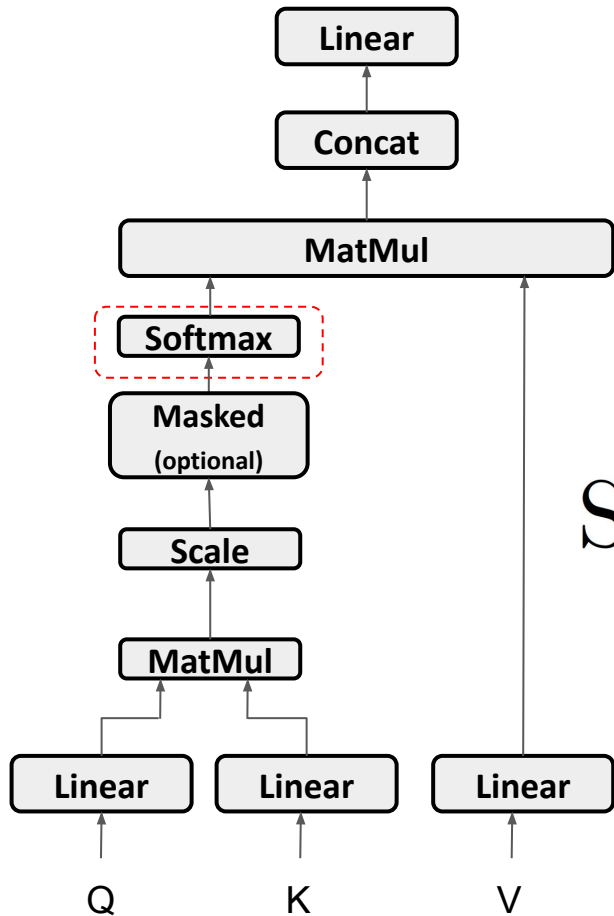 Linear
Concat
MatMul
Softmax
Masked
(optional)
S
Scale
MatMul
Linear Linear Linear
Q K V